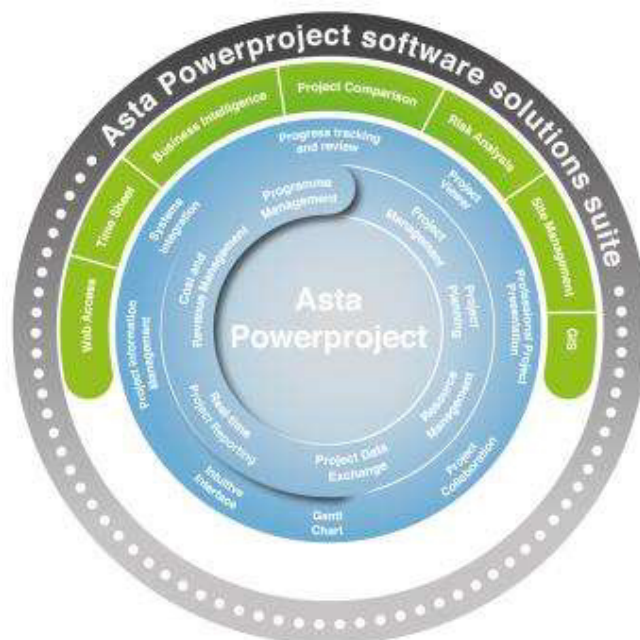 Asta Powerproject software solutions suite
Web Access
Time Sheet
Business Intelligence
Project Comparison
Risk Analysis
Site Management
GIS
Progress tracking
and review
Project
Viewer
Professional Project
Presentation
Project
Collaboration
Gantt
Chart
Intuitive
Interface
Project Information
Management
Systems
Integration
Programme
Management
Project
Management
Project
Planning
Resource
Management
Project Data
Exchange
Real-time
Project Reporting
Cost and
Revenue Management
Asta
Powerproject